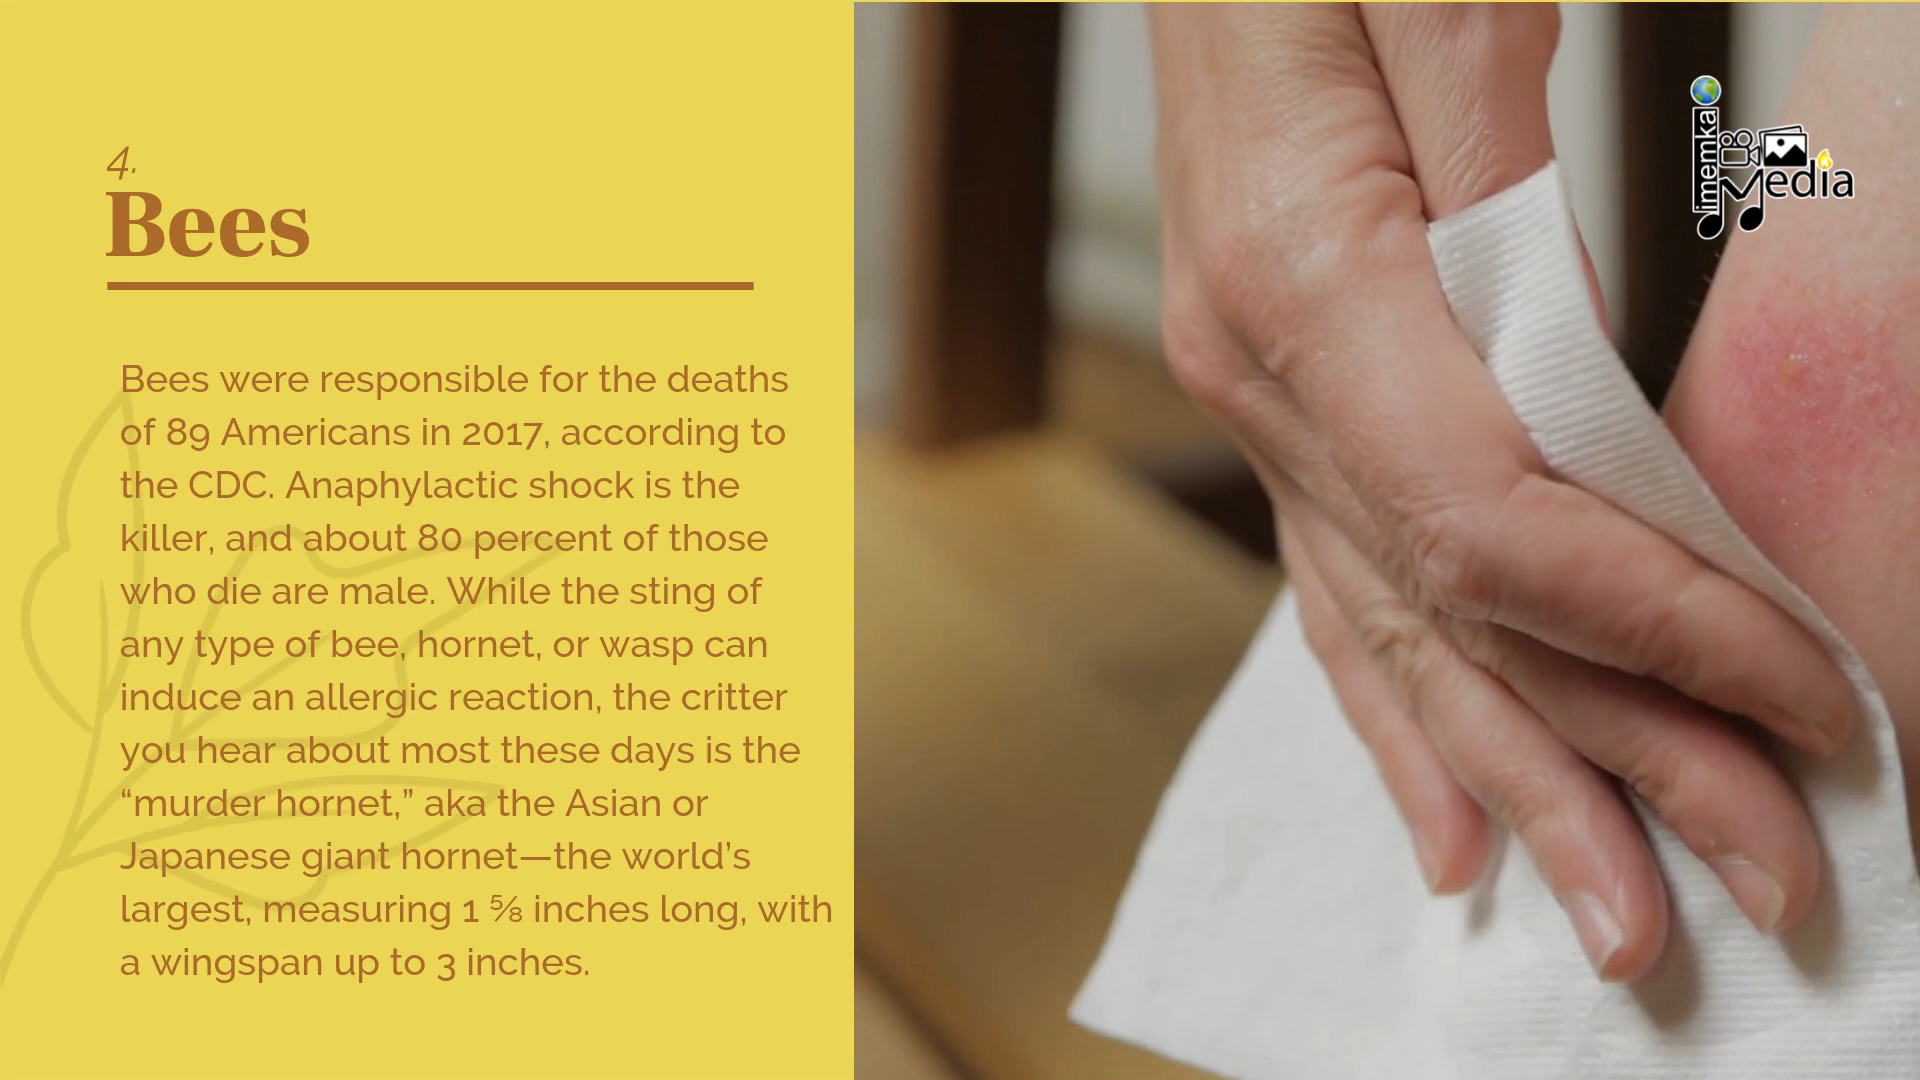 4.
Bees
Bees were responsible for the deaths
of 89 Americans in 2017, according to
the CDC. Anaphylactic shock is the
killer, and about 80 percent of those
who die are male. While the sting of
any type of bee, hornet, or wasp can
induce an allergic reaction, the critter
you hear about most these days is the
“murder hornet,” aka the Asian or
Japanese giant hornet—the world’s
largest, measuring 1 ⅝ inches long, with
a wingspan up to 3 inches.
Jimemka
Media